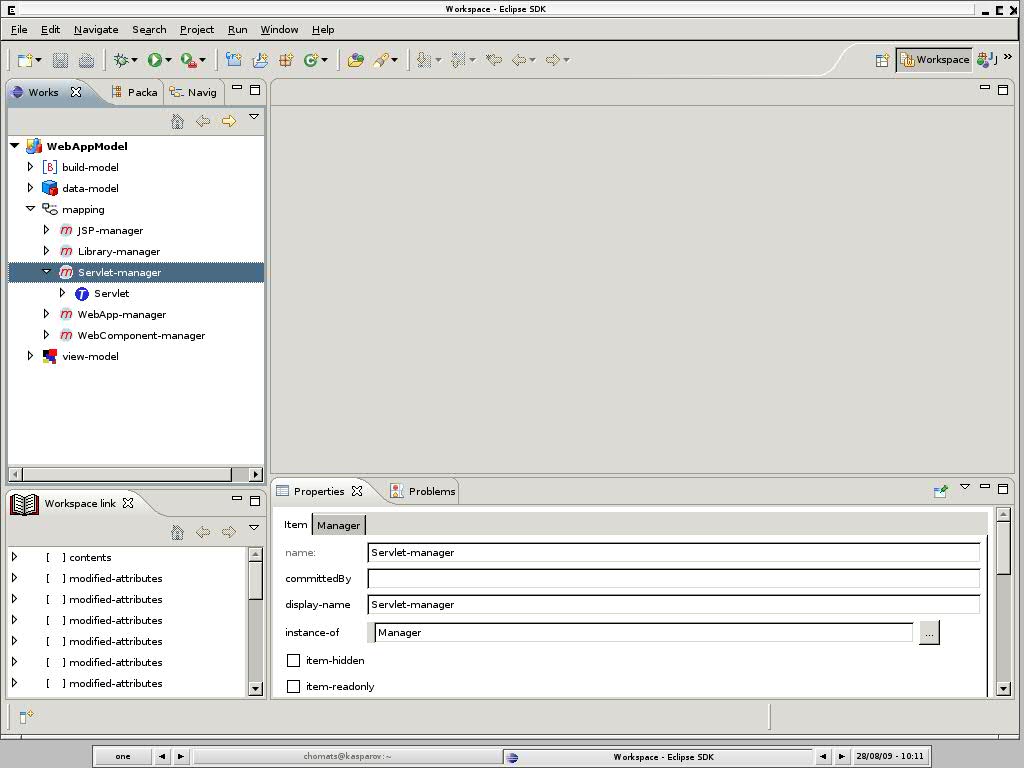 Workspace - Eclipse SDK
File Edit Navigate Search Project Run Window Help
Workspace J »
Works Packa Navig
WebAppModel
[B] build-model
data-model
mapping
m JSP-manager
m Library-manager
m Servlet-manager
T Servlet
m WebApp-manager
m WebComponent-manager
view-model
Workspace link
[ ] contents
[ ] modified-attributes
[ ] modified-attributes
[ ] modified-attributes
[ ] modified-attributes
[ ] modified-attributes
[ ] modified-attributes
Properties Problems
Item Manager
name: Servlet-manager
committedBy
display-name Servlet-manager
instance-of Manager ...
item-hidden
item-readonly
one chomats@kasparov:~ Workspace - Eclipse SDK 28/08/09 - 10:11